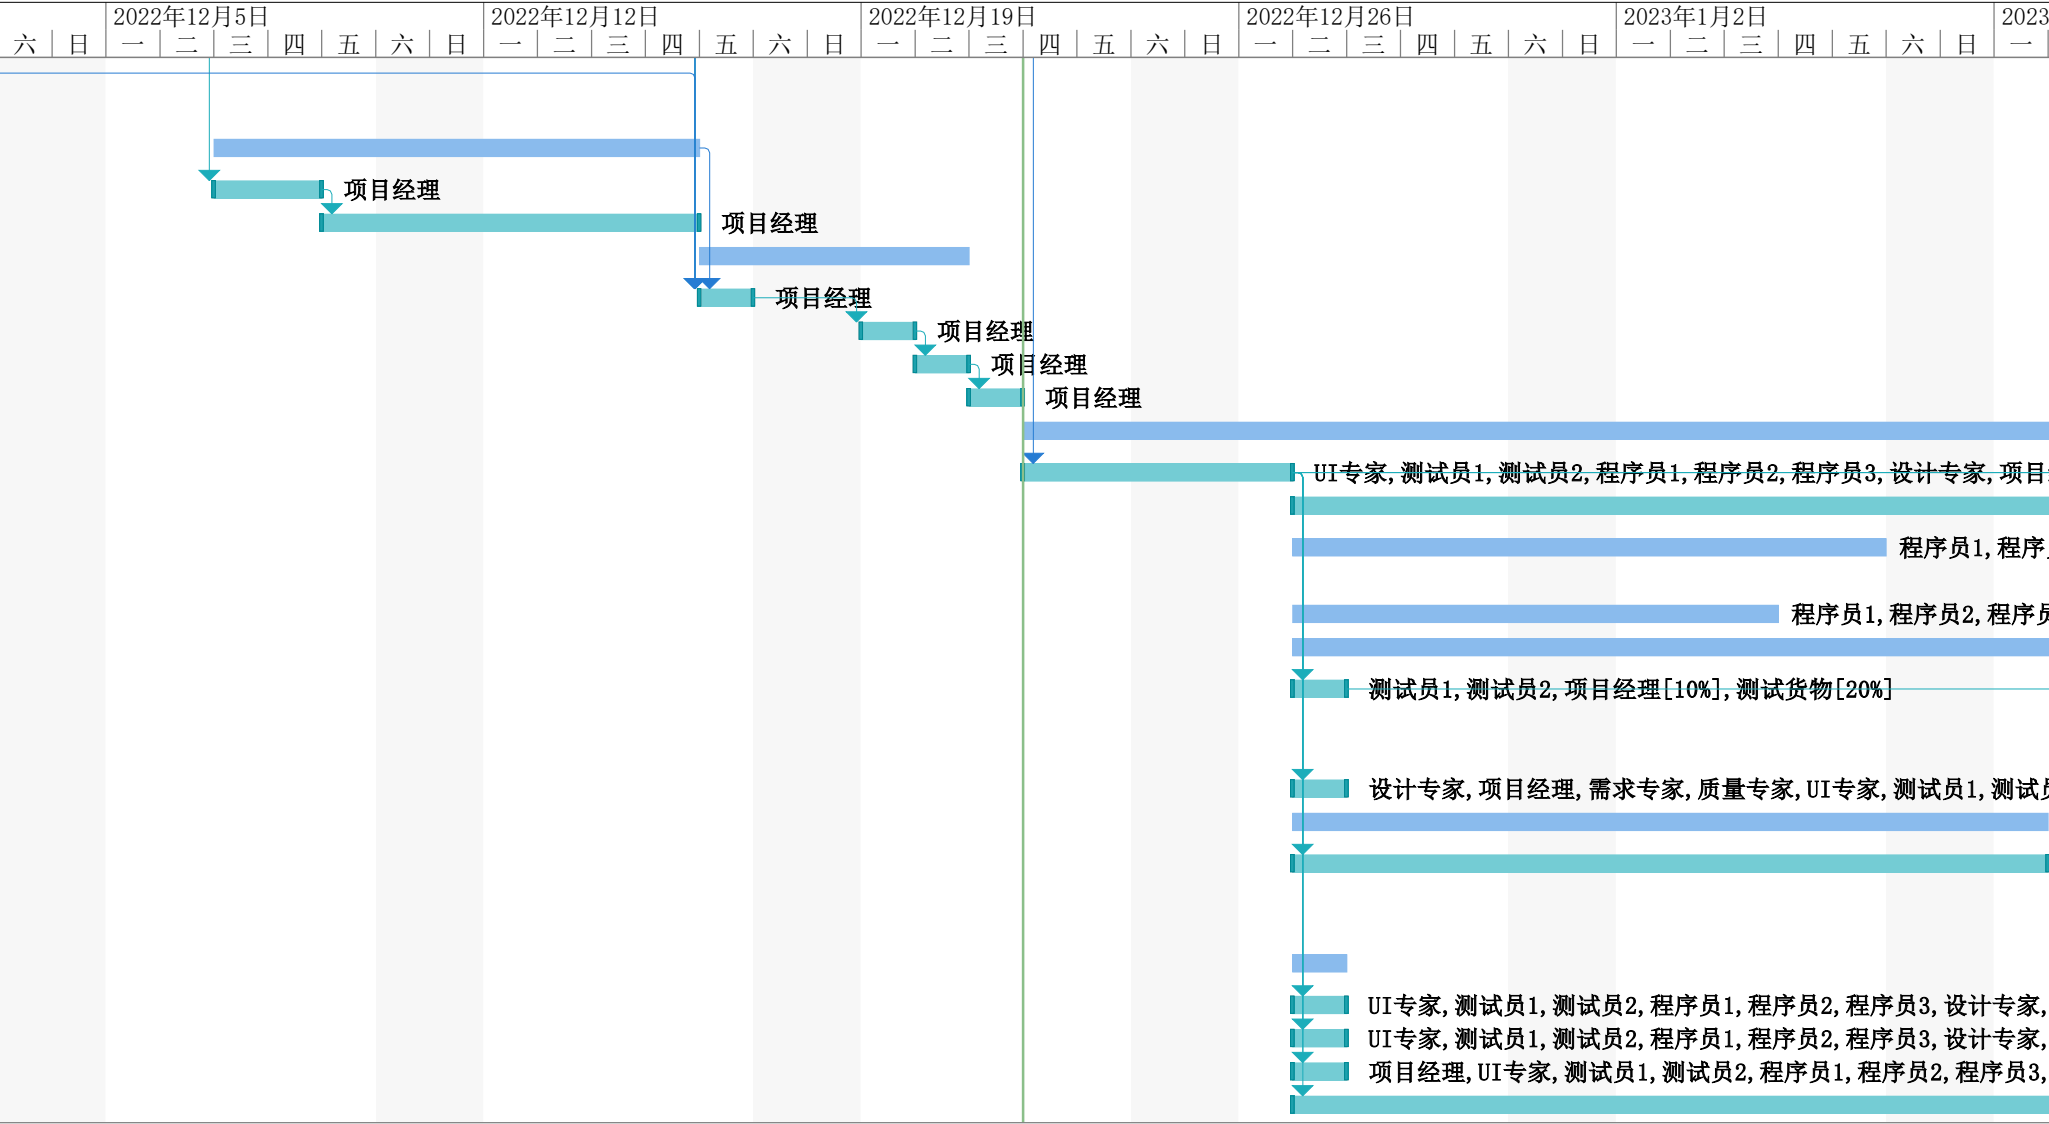 2022年12月5日 2022年12月12日 2022年12月19日 2022年12月26日 2023年1月2日 2023
六 日 一 二 三 四 五 六 日 一 二 三 四 五 六 日 一 二 三 四 五 六 日 一 二 三 四 五 六 日 一 二 三 四 五 六 日 一
项目经理
项目经理
项目经理
项目经理
项目经理
项目经理
UI专家,测试员1,测试员2,程序员1,程序员2,程序员3,设计专家,项目
程序员1,程序
程序员1,程序员2,程序员
测试员1,测试员2,项目经理[10%],测试货物[20%]
设计专家,项目经理,需求专家,质量专家,UI专家,测试员1,测试员
UI专家,测试员1,测试员2,程序员1,程序员2,程序员3,设计专家,
UI专家,测试员1,测试员2,程序员1,程序员2,程序员3,设计专家,
项目经理,UI专家,测试员1,测试员2,程序员1,程序员2,程序员3,